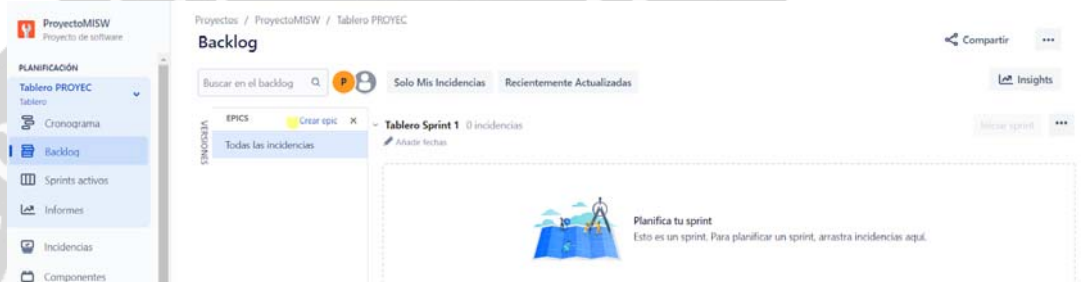 ProyectoMISW
Proyecto de software
PLANIFICACIÓN
Tablero PROYEC
Tablero
Cronograma
Backlog
Sprints activos
Informes
Incidencias
Componentes
Proyectos / ProyectoMISW / Tablero PROYEC
Backlog
Compartir
Buscar en el backlog
P
Solo Mis Incidencias
Recientemente Actualizadas
Insights
VERSIONES
EPICS
Crear epic
Todas las incidencias
Tablero Sprint 1 0 incidencias
Añade fechas
Iniciar sprint
Planifica tu sprint
Esto es un sprint. Para planificar un sprint, arrastra incidencias aquí.